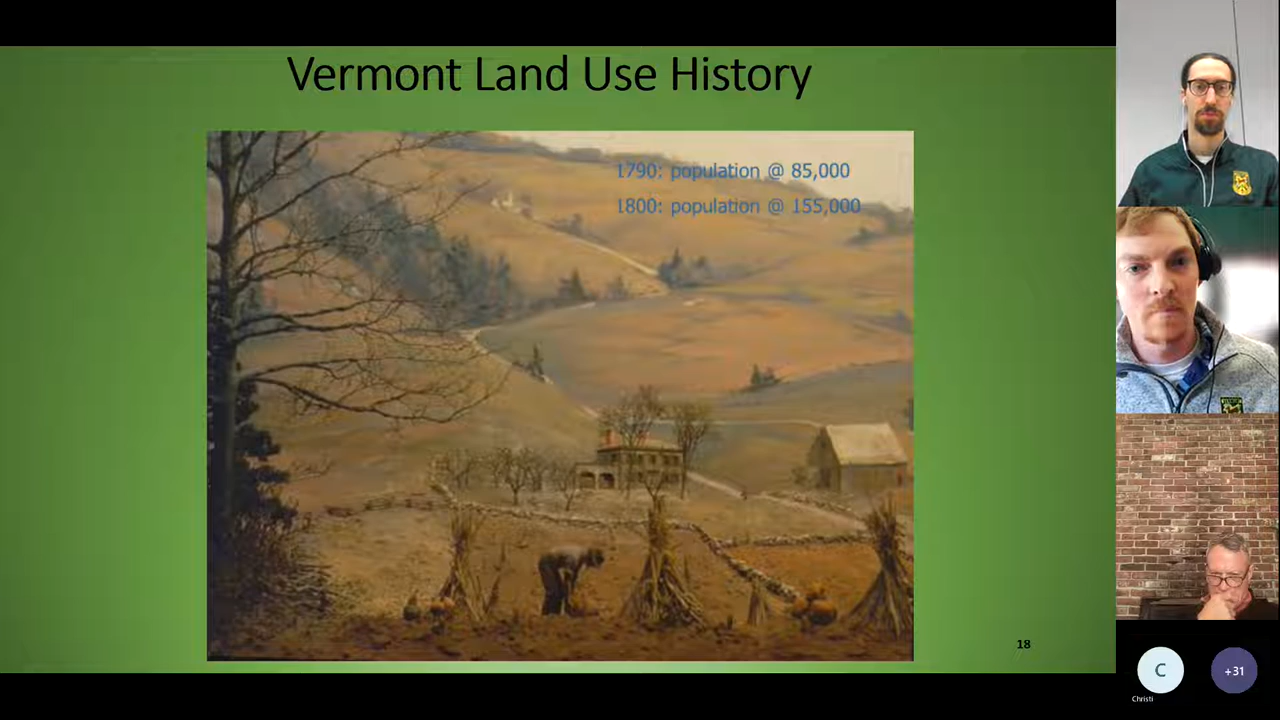 Vermont Land Use History
1790: population @ 85,000
1800: population @ 155,000
18
C
+31
Christi